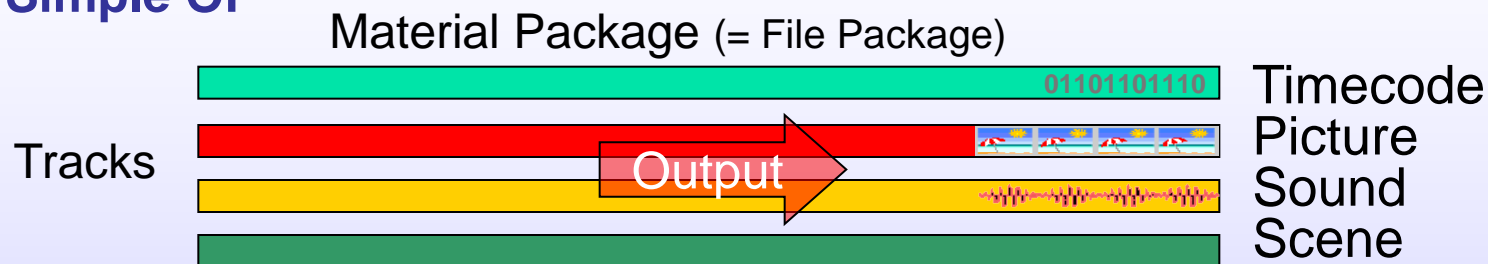 Simple OP
Material Package (= File Package)
01101101110
Timecode
Picture
Tracks
Output
Sound
Scene